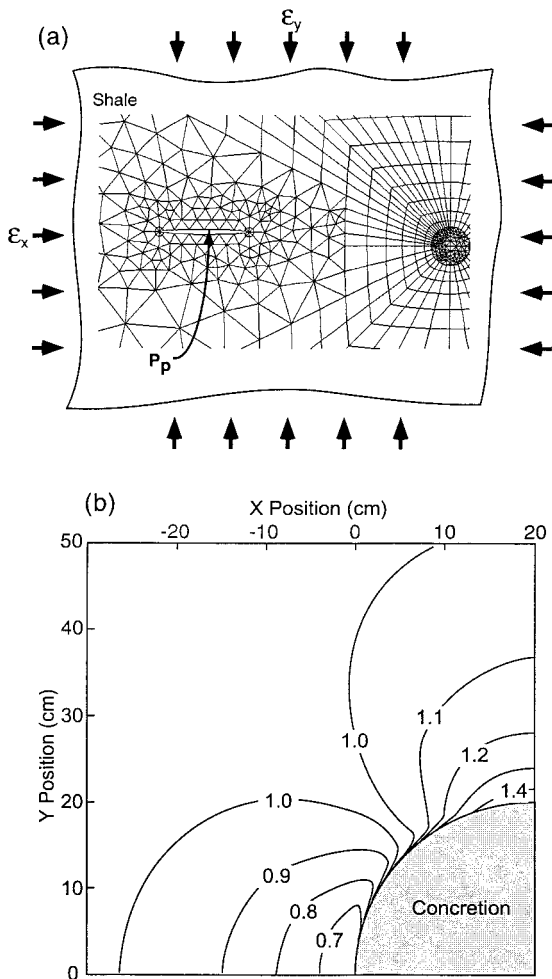 (a)
εy
Shale
εx
Pp
(b)
X Position (cm)
-20 -10 0 10 20
50
40
30
20
10
0
Y Position (cm)
1.0
1.1
1.2
1.4
1.0
0.9
0.8
0.7
Concretion